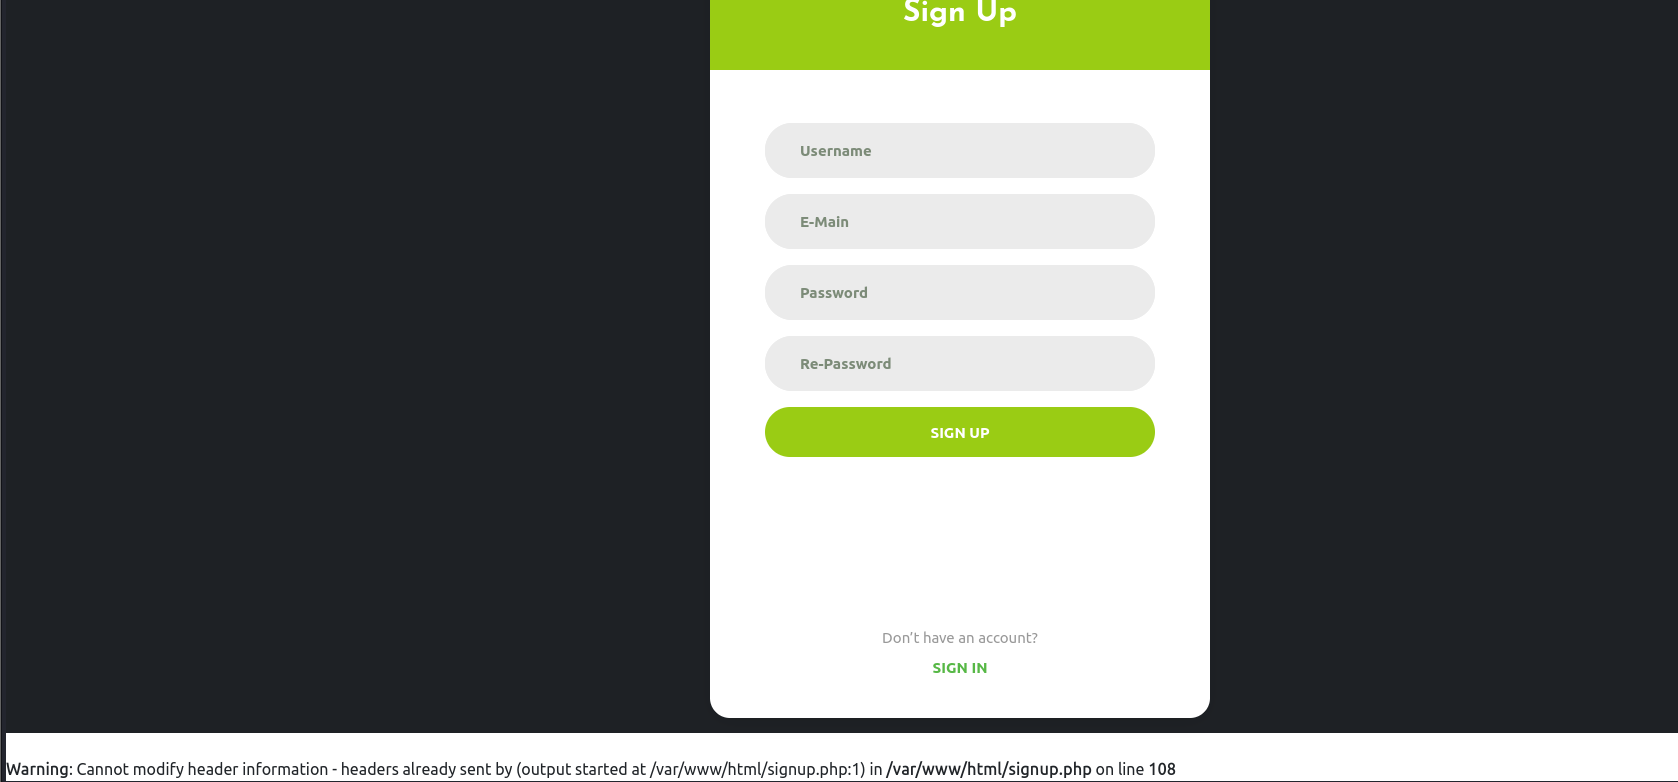 Sign Up
Username
E-Main
Password
Re-Password
SIGN UP
Don’t have an account?
SIGN IN
Warning: Cannot modify header information - headers already sent by (output started at /var/www/html/signup.php:1) in /var/www/html/signup.php on line 108